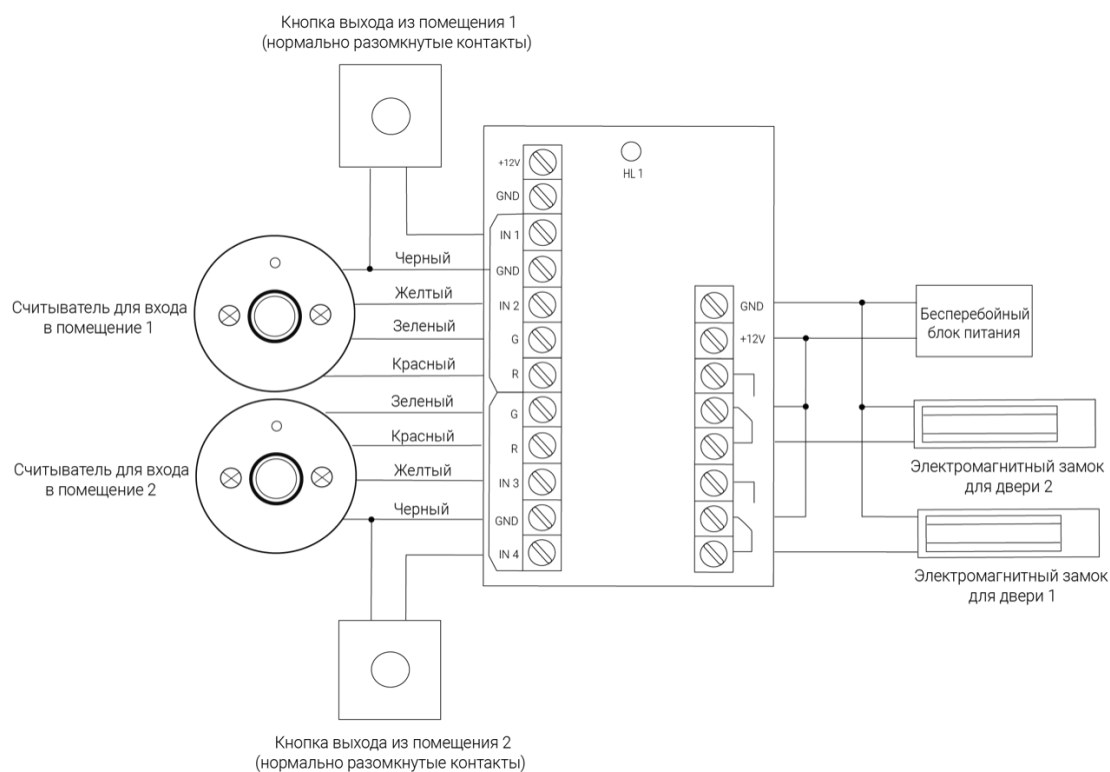 Кнопка выхода из помещения 1
(нормально разомкнутые контакты)
+12V
HL 1
GND
IN 1
Черный
GND
Желтый
IN 2
Считыватель для входа
в помещение 1
Зеленый
G
Красный
R
GND
+12V
Бесперебойный
блок питания
Зеленый
G
Красный
R
Считыватель для входа
в помещение 2
Желтый
IN 3
Черный
GND
IN 4
Электромагнитный замок
для двери 2
Электромагнитный замок
для двери 1
Кнопка выхода из помещения 2
(нормально разомкнутые контакты)